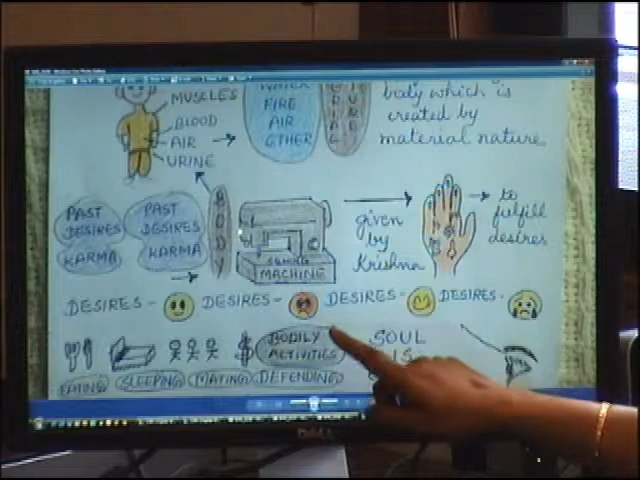 MUSCLES
BLOOD
AIR
URINE
WATER
FIRE
AIR
OTHER
body which is
created by
material nature
PAST
DESIRES
KARMA
PAST
DESIRES
KARMA
BODY
SEWING
MACHINE
given
by
Krishna
to
fulfill
desires
DESIRES - DESIRES - DESIRES - DESIRES -
$
BODILY
ACTIVITIES
EATING SLEEPING MATING DEFENDING
SOUL
IS
DELL